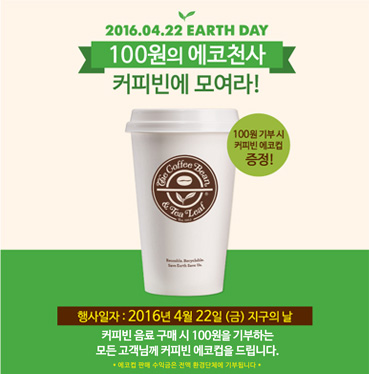 2016.04.22 EARTH DAY
100원의 에코천사
커피빈에 모여라!
100원 기부 시
커피빈 에코컵
증정!
The Coffee Bean
& Tea Leaf
Reusable. Recyclable.
Save Earth Save Us.
행사일자 : 2016년 4월 22일 (금) 지구의 날
커피빈 음료 구매 시 100원을 기부하는
모든 고객님께 커피빈 에코컵을 드립니다.
* 에코컵 판매 수익금은 전액 환경단체에 기부됩니다 *